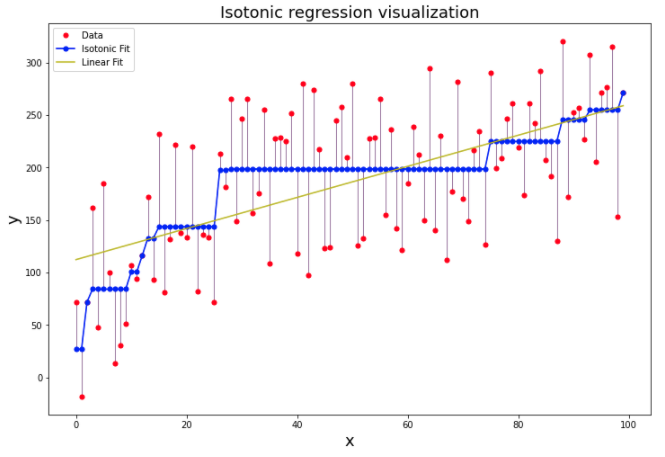 Isotonic regression visualization
Data
Isotonic Fit
Linear Fit
300
250
200
150
100
50
0
y
0 20 40 60 80 100
x